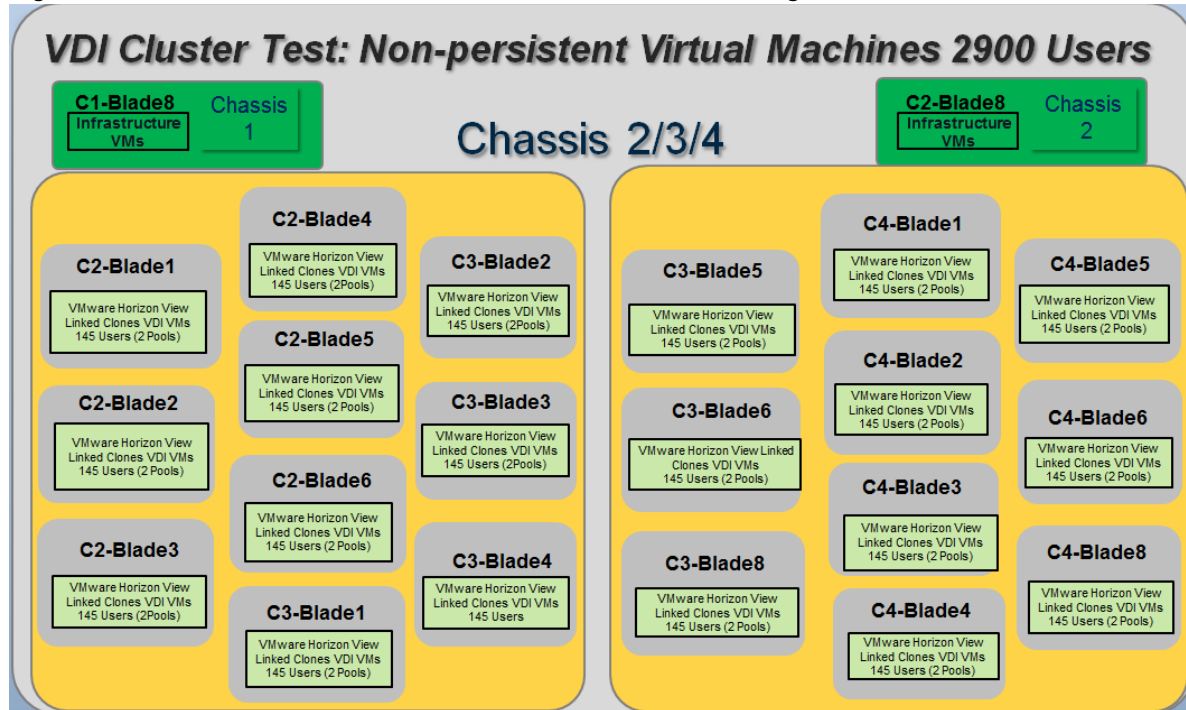 VDI Cluster Test: Non-persistent Virtual Machines 2900 Users
C1-Blade8
Infrastructure
VMs
Chassis
1
Chassis 2/3/4
C2-Blade8
Infrastructure
VMs
Chassis
2
C2-Blade1
VMware Horizon View
Linked Clones VDI VMs
145 Users (2 Pools)
C2-Blade2
VMware Horizon View
Linked Clones VDI VMs
145 Users (2 Pools)
C2-Blade3
VMware Horizon View
Linked Clones VDI VMs
145 Users (2Pools)
C2-Blade4
VMware Horizon View
Linked Clones VDI VMs
145 Users (2Pools)
C2-Blade5
VMware Horizon View
Linked Clones VDI VMs
145 Users (2 Pools)
C2-Blade6
VMware Horizon View
Linked Clones VDI VMs
145 Users (2 Pools)
C3-Blade1
VMware Horizon View
Linked Clones VDI VMs
145 Users (2 Pools)
C3-Blade2
VMware Horizon View
Linked Clones VDI VMs
145 Users (2Pools)
C3-Blade3
VMware Horizon View
Linked Clones VDI VMs
145 Users (2Pools)
C3-Blade4
VMware Horizon View
Linked Clones VDI VMs
145 Users
C3-Blade5
VMware Horizon View
Linked Clones VDI VMs
145 Users (2 Pools)
C3-Blade6
VMware Horizon View Linked
Clones VDI VMs
145 Users (2 Pools)
C3-Blade8
VMware Horizon View
Linked Clones VDI VMs
145 Users (2 Pools)
C4-Blade1
VMware Horizon View
Linked Clones VDI VMs
145 Users (2 Pools)
C4-Blade2
VMware Horizon View
Linked Clones VDI VMs
145 Users (2 Pools)
C4-Blade3
VMware Horizon View
Linked Clones VDI VMs
145 Users (2 Pools)
C4-Blade4
VMware Horizon View
Linked Clones VDI VMs
145 Users (2 Pools)
C4-Blade5
VMware Horizon View
Linked Clones VDI VMs
145 Users (2 Pools)
C4-Blade6
VMware Horizon View
Linked Clones VDI VMs
145 Users (2 Pools)
C4-Blade8
VMware Horizon View
Linked Clones VDI VMs
145 Users (2 Pools)